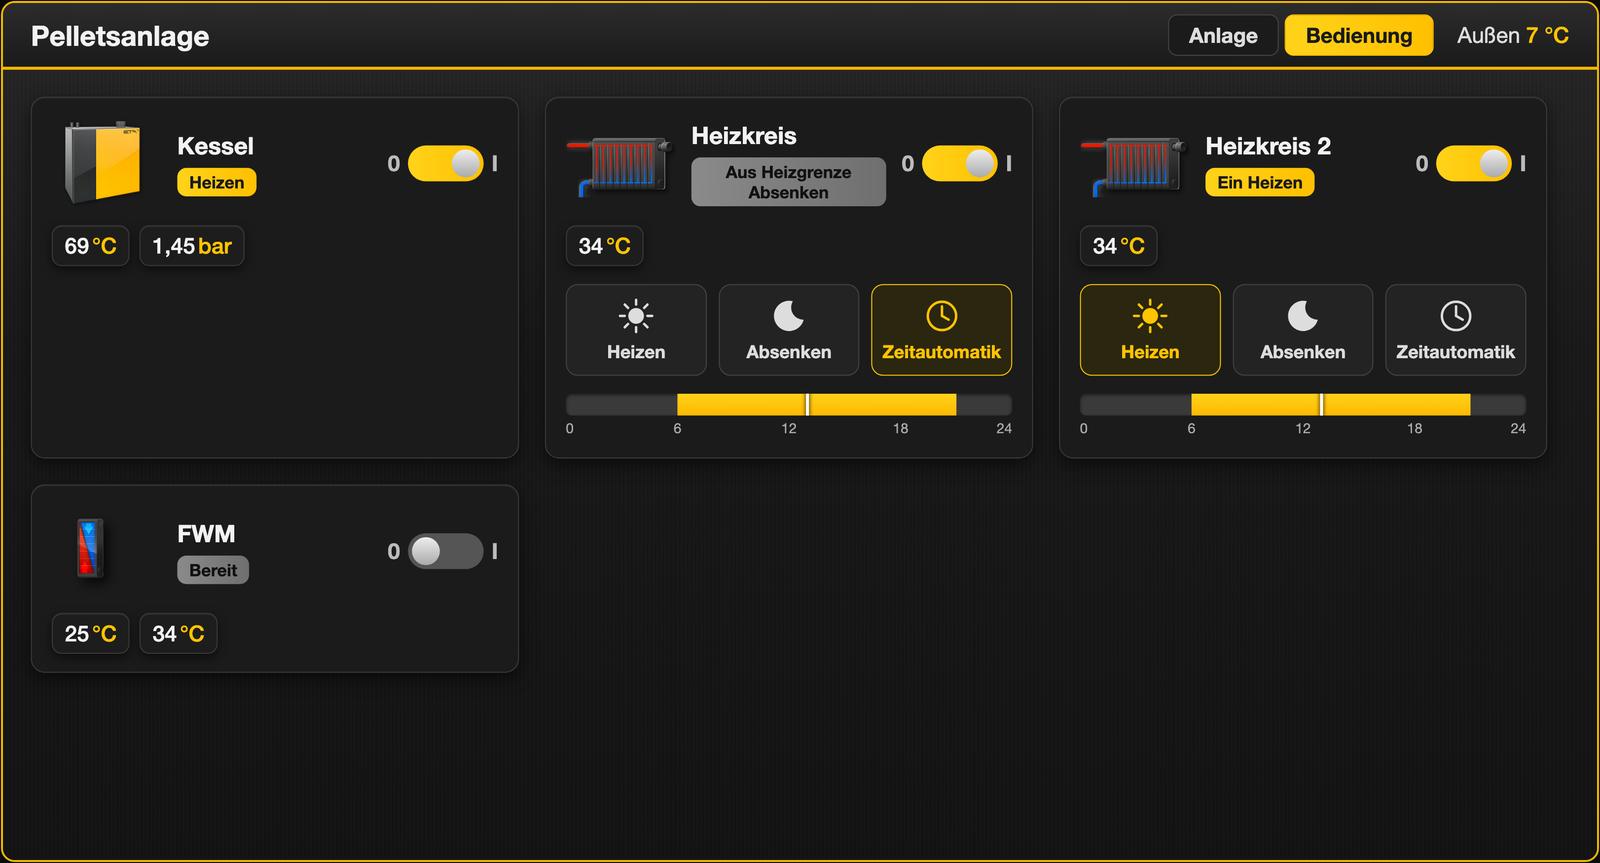 Pelletsanlage
Anlage
Bedienung
Außen 7 °C
Kessel
Heizen
0 I
69 °C
1,45 bar
Heizkreis
Aus Heizgrenze
Absenken
0 I
34 °C
Heizen
Absenken
Zeitautomatik
0 6 12 18 24
Heizkreis 2
Ein Heizen
0 I
34 °C
Heizen
Absenken
Zeitautomatik
0 6 12 18 24
FWM
Bereit
0 I
25 °C
34 °C